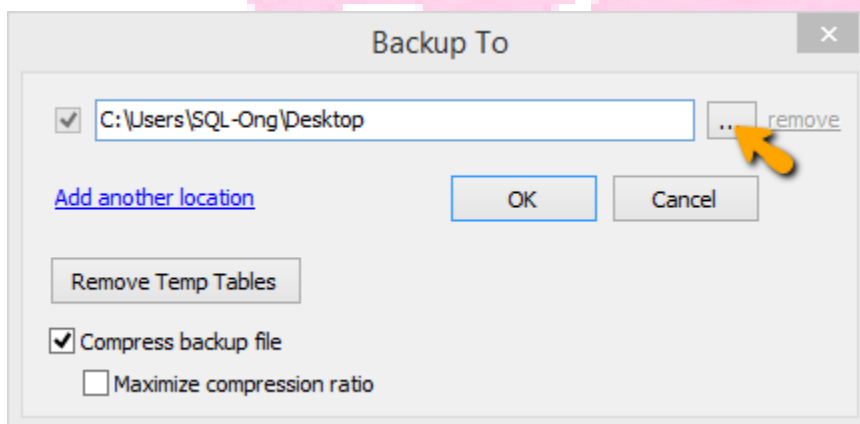 Backup To
C:\Users\SQL-Ong\Desktop
... remove
Add another location OK Cancel
Remove Temp Tables
Compress backup file
Maximize compression ratio